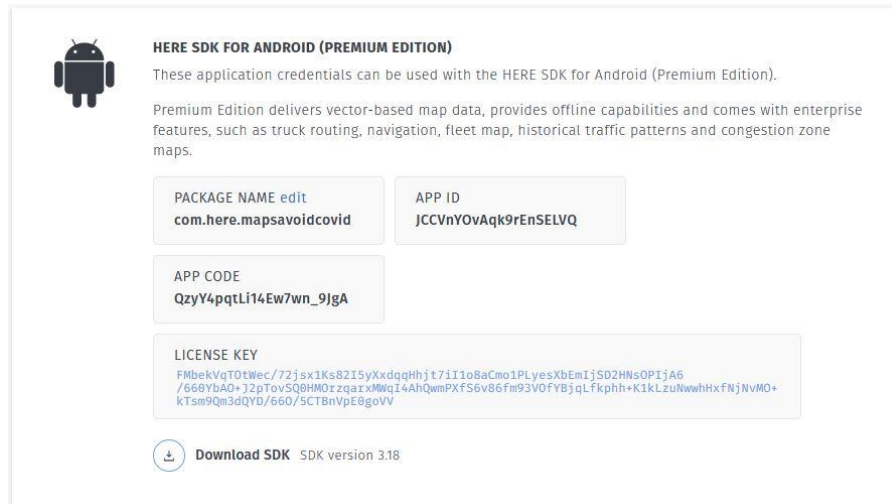 HERE SDK FOR ANDROID (PREMIUM EDITION)
These application credentials can be used with the HERE SDK for Android (Premium Edition).
Premium Edition delivers vector-based map data, provides offline capabilities and comes with enterprise
features, such as truck routing, navigation, fleet map, historical traffic patterns and congestion zone
maps.
PACKAGE NAME edit
com.here.mapsavoidcovid
APP ID
JCCVnYOvAqk9rEnSELVQ
APP CODE
QzyY4pqtLi14Ew7wn_9JgA
LICENSE KEY
FMbekVqTOtWec/72jsx1Ks82I5yXxdqqHhjt7iI1o8aCmo1PLyesXbEmIjSD2HNsOPIjA6
/660YbAO+J2pTovSQ0HMOrzqarxMWqI4AhQwmPXfS6v86fm93VOfYBjqLfkphh+K1kLzuNwwhHxfNjNvMO+
kTsm9Qm3dQYD/66O/5CTBnVpE0goVV
Download SDK SDK version 3.18